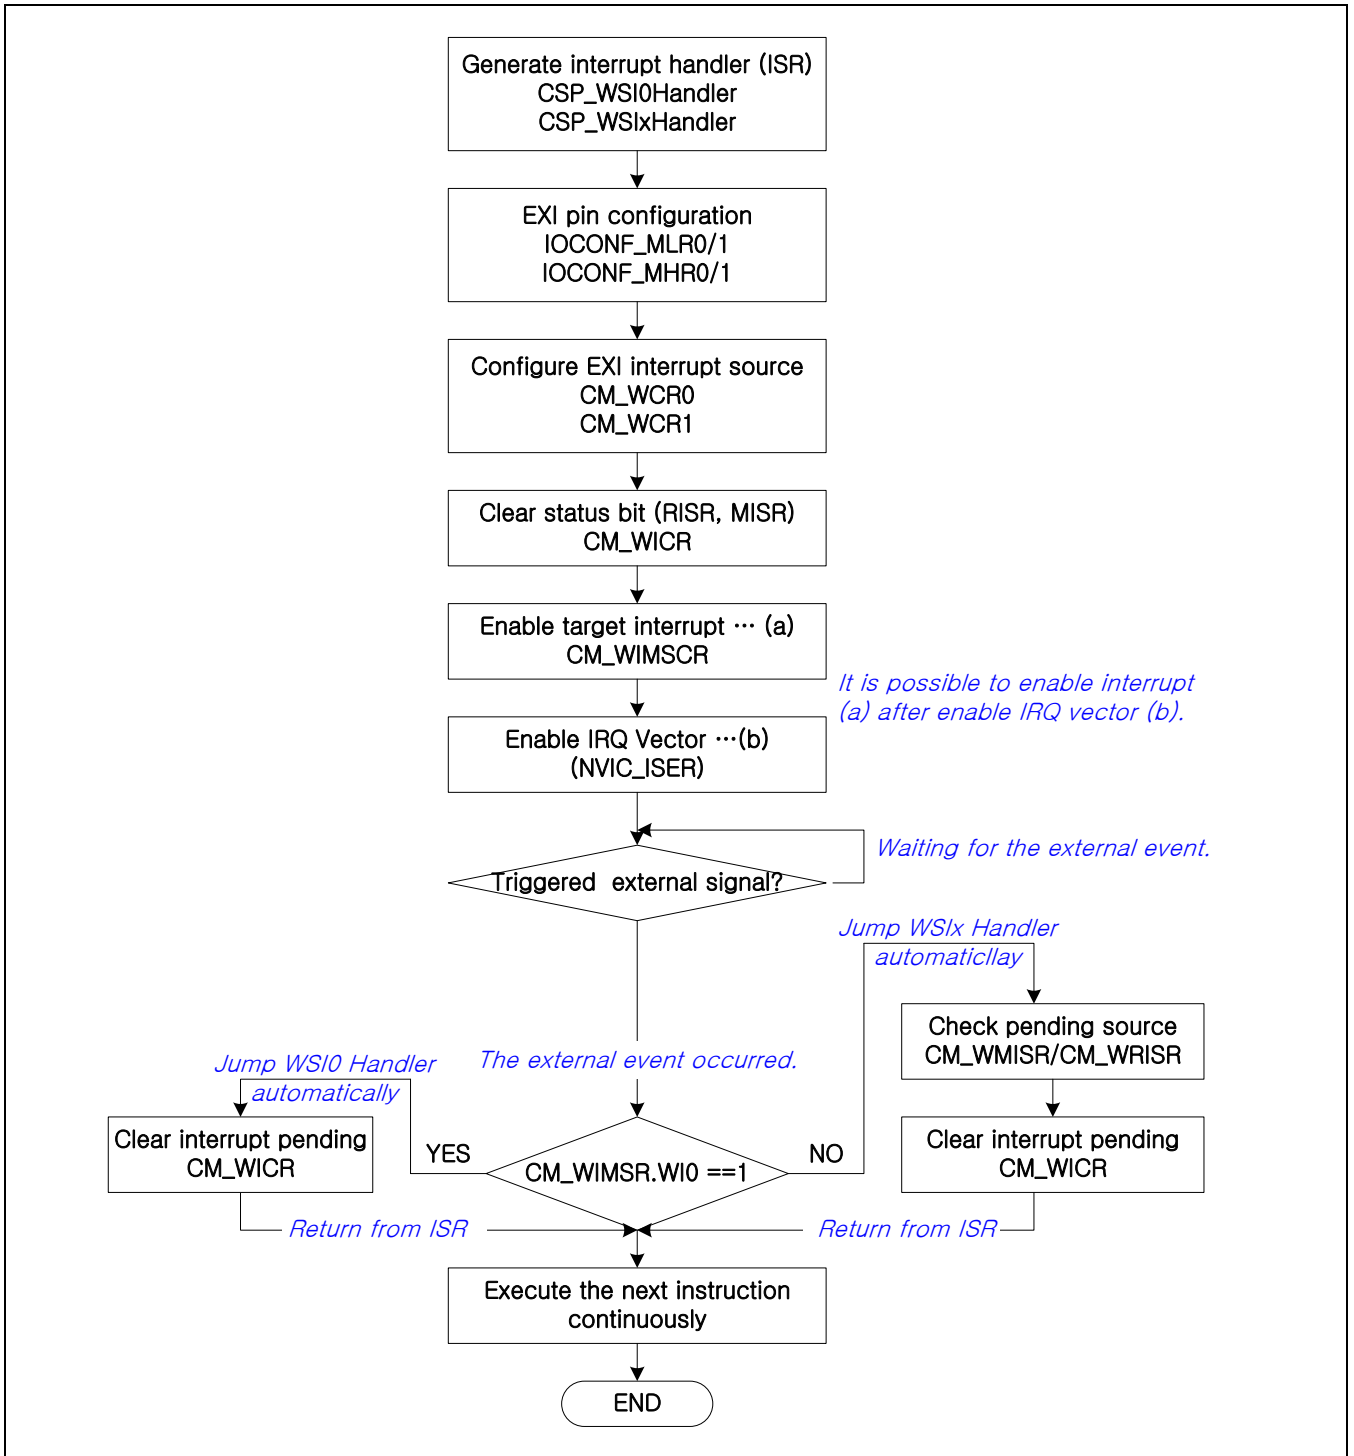 Generate interrupt handler (ISR)
CSP_WSI0Handler
CSP_WSIxHandler
EXI pin configuration
IOCONF_MLR0/1
IOCONF_MHR0/1
Configure EXI interrupt source
CM_WCR0
CM_WCR1
Clear status bit (RISR, MISR)
CM_WICR
Enable target interrupt ··· (a)
CM_WIMSCR
It is possible to enable interrupt
(a) after enable IRQ vector (b).
Enable IRQ Vector ···(b)
(NVIC_ISER)
Waiting for the external event.
Triggered external signal?
Jump WSIx Handler
automaticllay
Check pending source
CM_WMISR/CM_WRISR
The external event occurred.
Jump WSI0 Handler
automatically
Clear interrupt pending
CM_WICR
YES
CM_WIMSR.WI0 ==1
NO
Clear interrupt pending
CM_WICR
Return from ISR
Return from ISR
Execute the next instruction
continuously
END